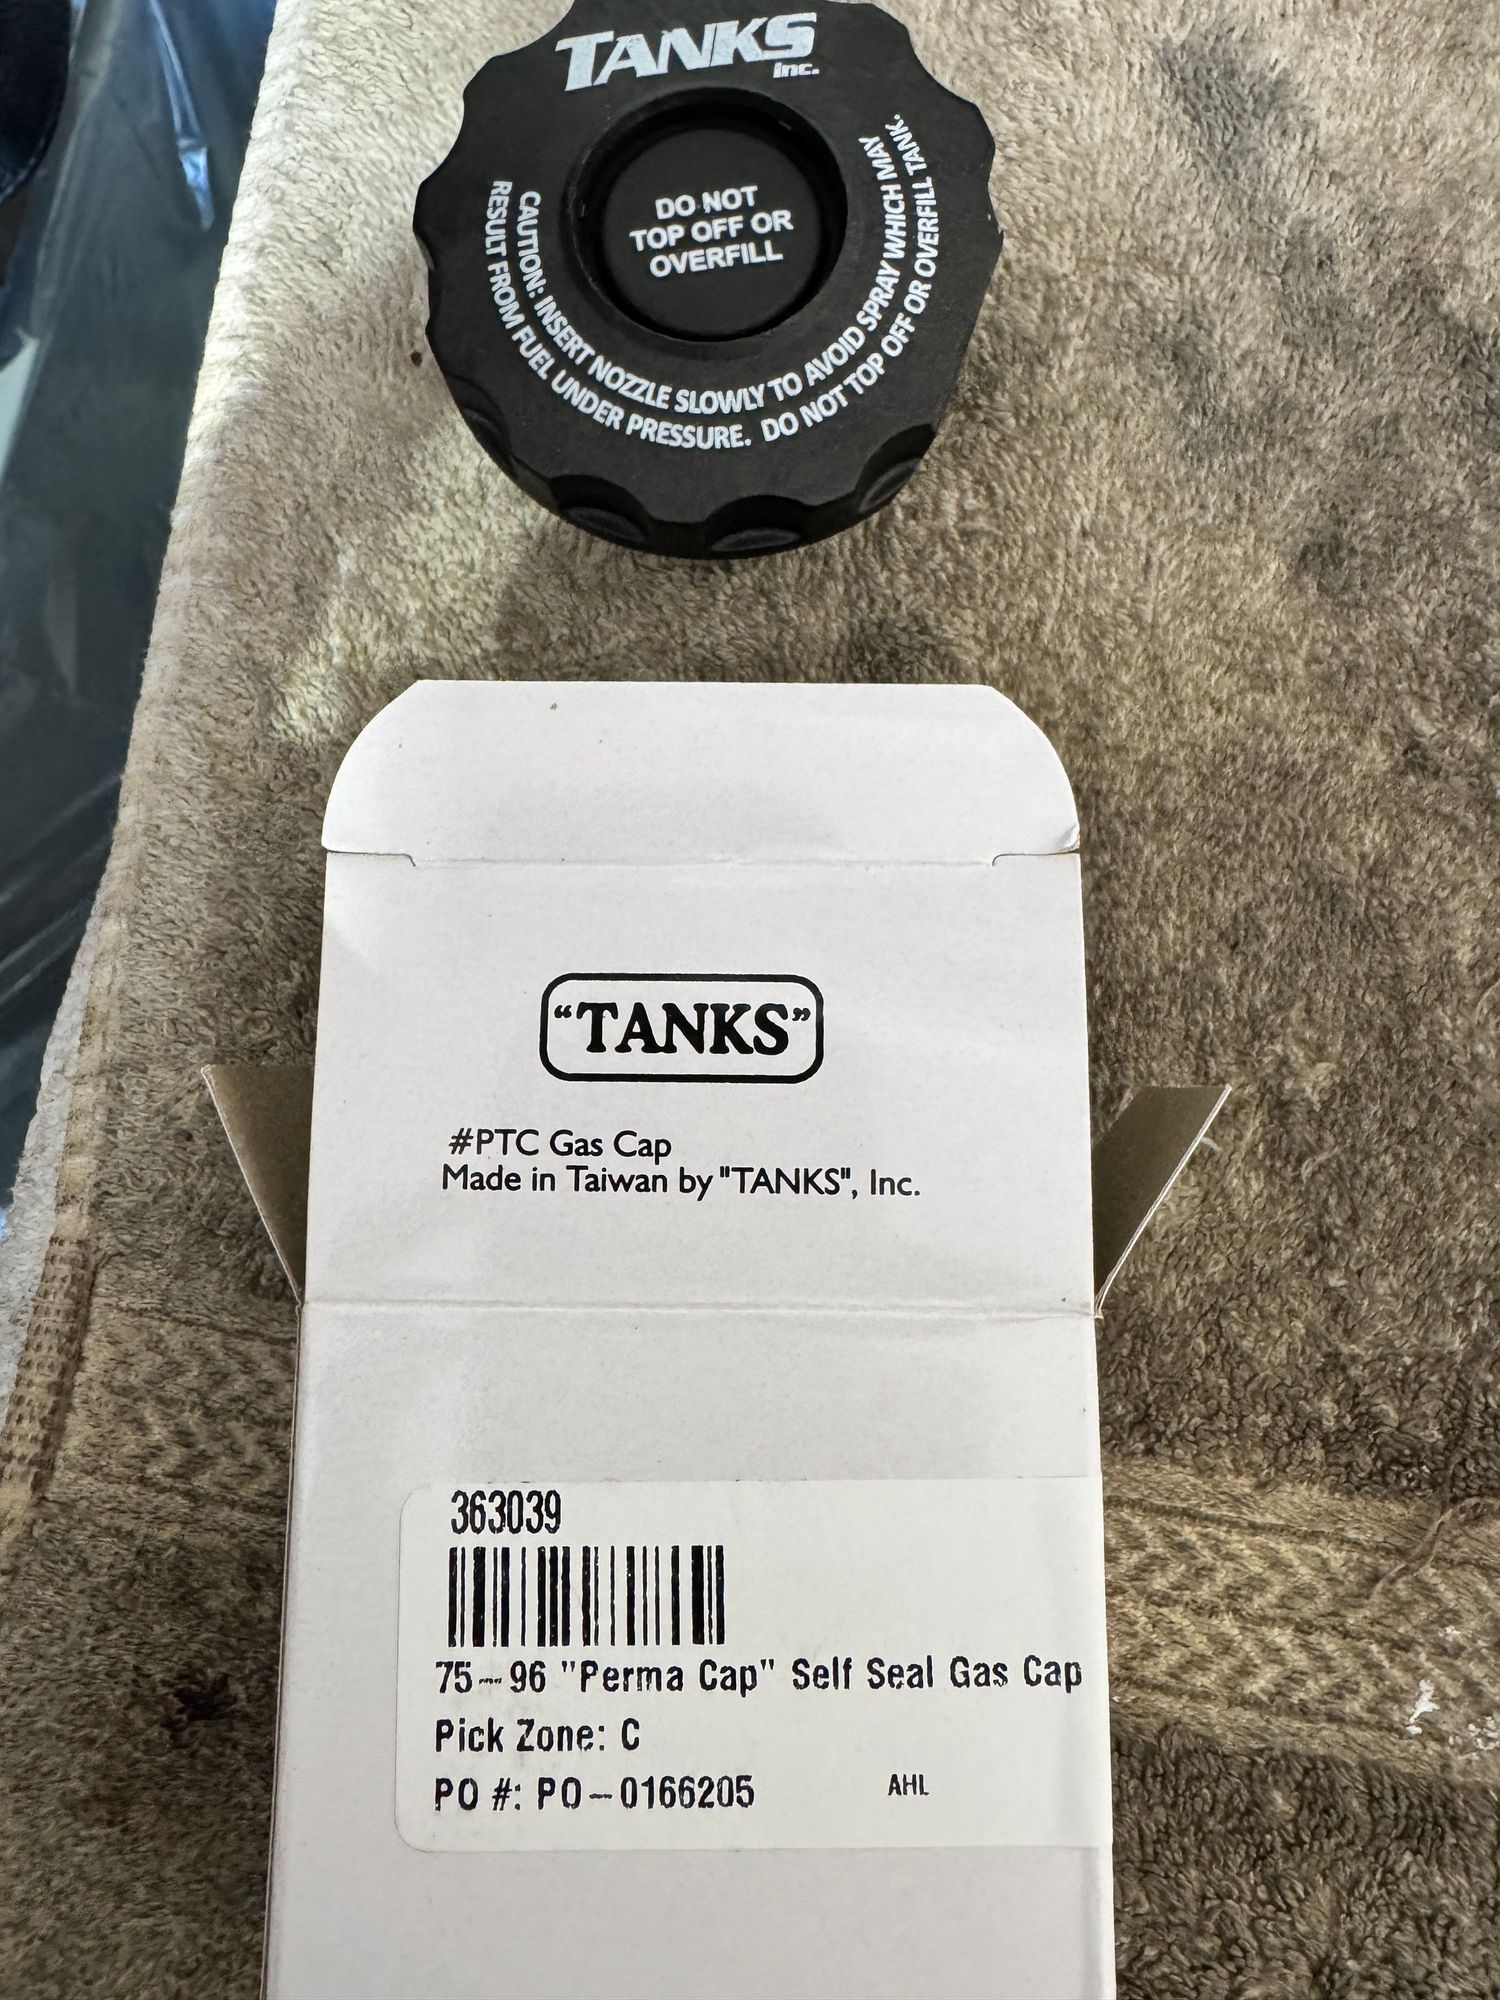 TANKS
inc.
DO NOT
TOP OFF OR
OVERFILL
CAUTION: INSERT NOZZLE SLOWLY TO AVOID SPRAY WHICH MAY
RESULT FROM FUEL UNDER PRESSURE. DO NOT TOP OFF OR OVERFILL TANK.
"TANKS"
#PTC Gas Cap
Made in Taiwan by "TANKS", Inc.
363039
75--96 "Perma Cap" Self Seal Gas Cap
Pick Zone: C
PO #: PO-0166205 AHL